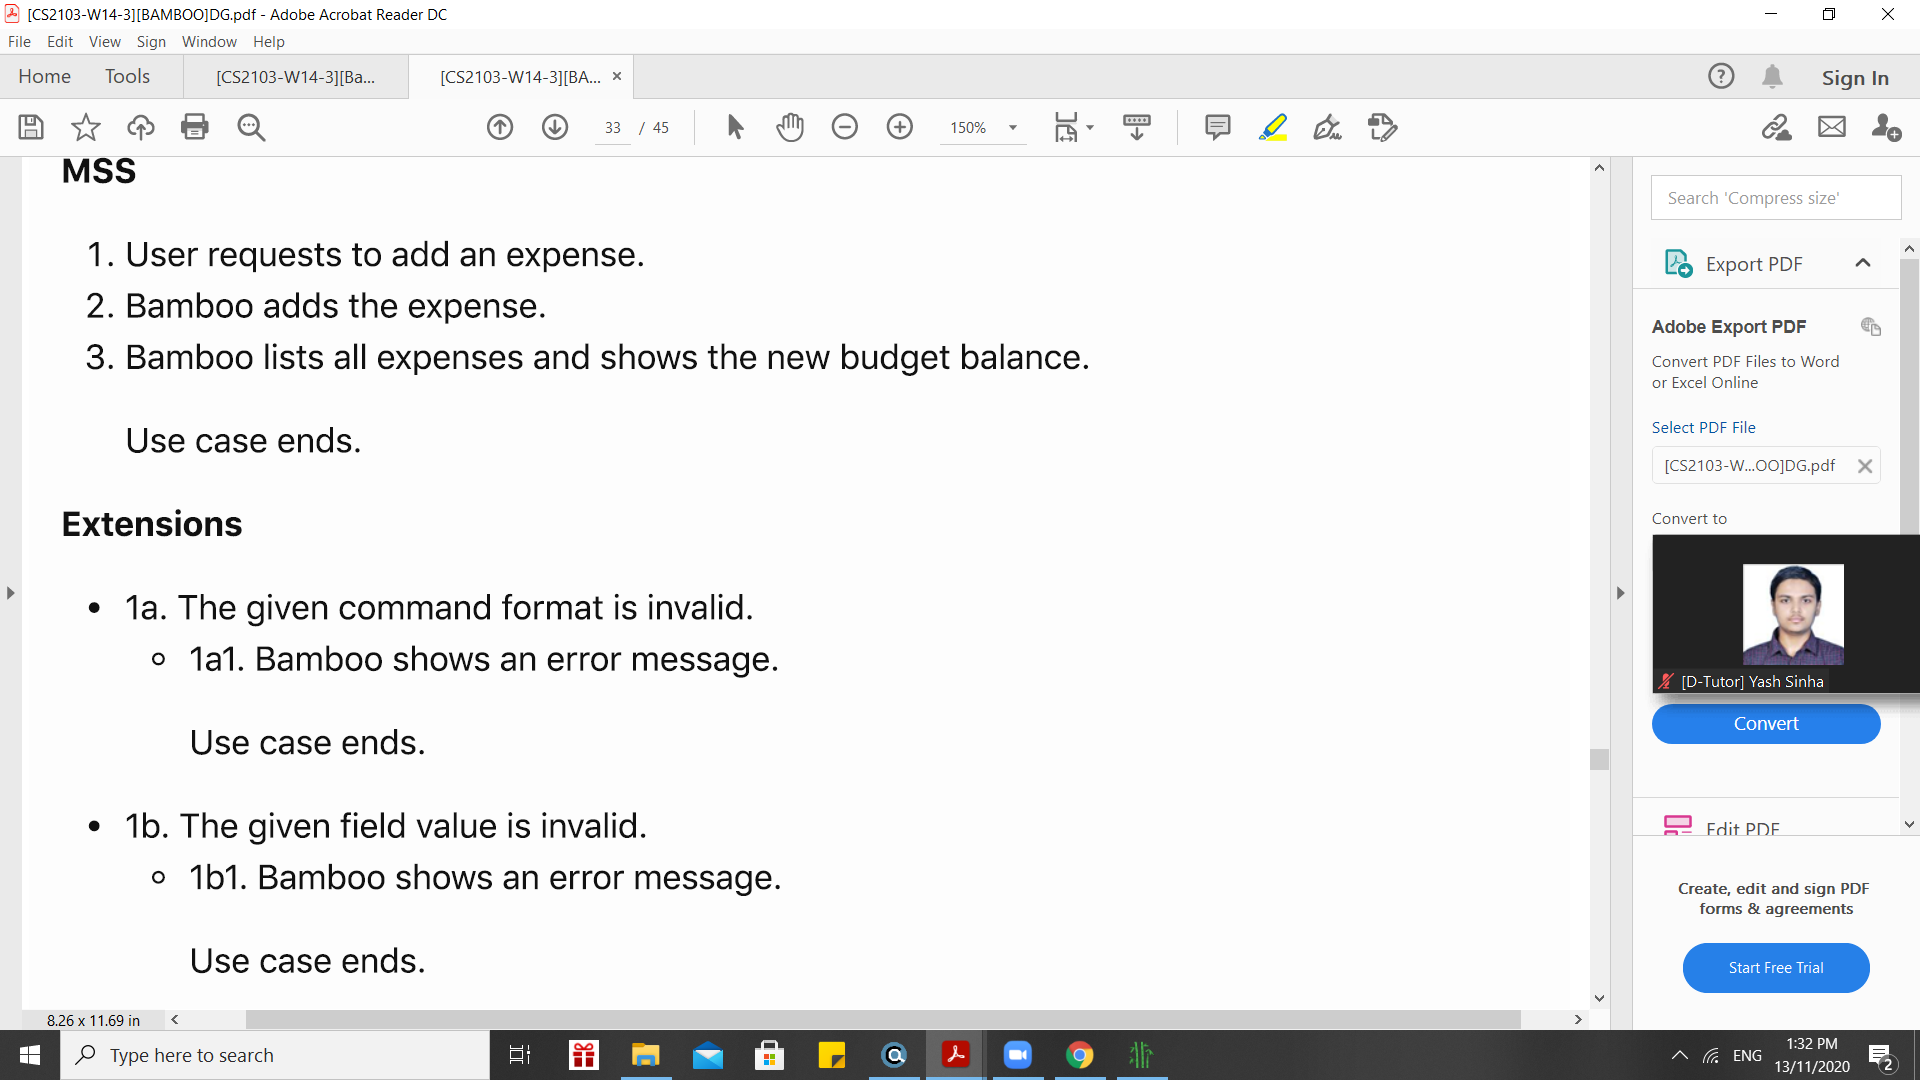 [CS2103-W14-3][BAMBOO]DG.pdf - Adobe Acrobat Reader DC
File Edit View Sign Window Help
Home Tools [CS2103-W14-3][Ba... [CS2103-W14-3][BA... × Sign In
33 / 45 150%
MSS
1. User requests to add an expense.
2. Bamboo adds the expense.
3. Bamboo lists all expenses and shows the new budget balance.
Use case ends.
Extensions
• 1a. The given command format is invalid.
1a1. Bamboo shows an error message.
Use case ends.
• 1b. The given field value is invalid.
1b1. Bamboo shows an error message.
Use case ends.
8.26 x 11.69 in
Search 'Compress size'
Export PDF
Adobe Export PDF
Convert PDF Files to Word
or Excel Online
Select PDF File
[CS2103-W...OO]DG.pdf
Convert to
[D-Tutor] Yash Sinha
Convert
Edit PDF
Create, edit and sign PDF
forms & agreements
Start Free Trial
Type here to search
ENG
1:32 PM
13/11/2020
2